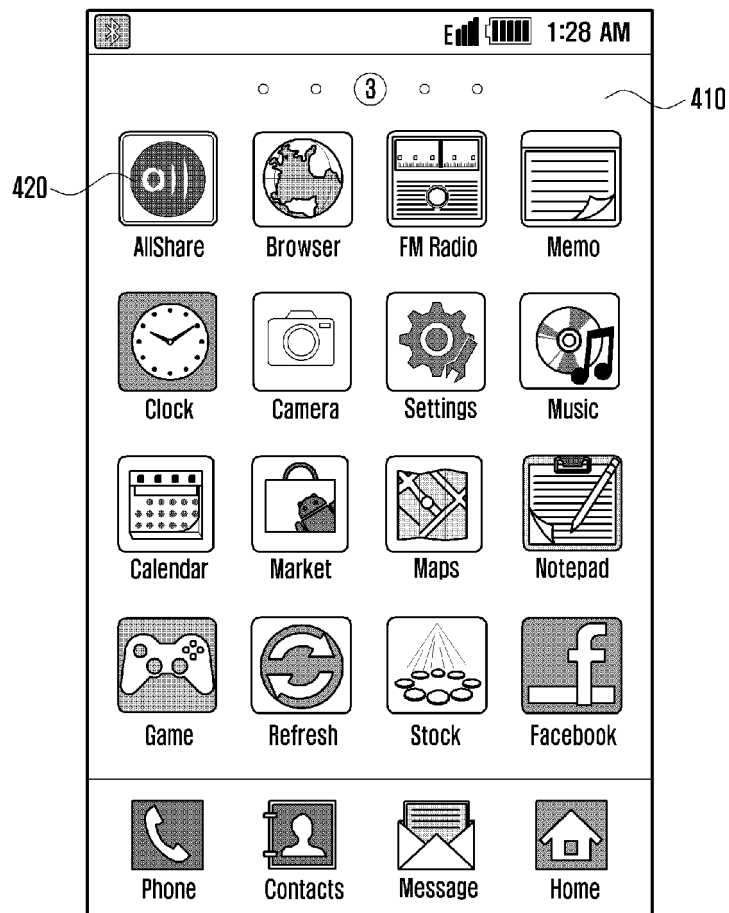 E 1:28 AM
3
410
420
all
AllShare Browser FM Radio Memo
Clock Camera Settings Music
Calendar Market Maps Notepad
f
Game Refresh Stock Facebook
Phone Contacts Message Home